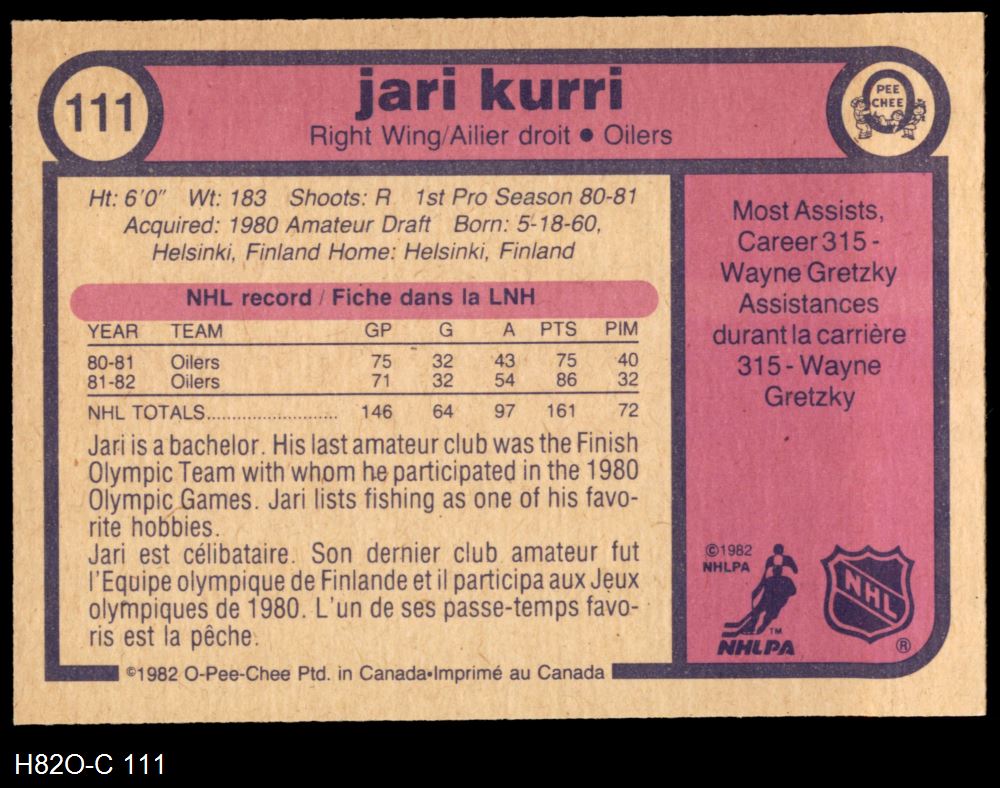 111
jari kurri
Right Wing/Ailier droit • Oilers
O
PEE
CHEE
Ht: 6'0" Wt: 183 Shoots: R 1st Pro Season 80-81
Acquired: 1980 Amateur Draft Born: 5-18-60,
Helsinki, Finland Home: Helsinki, Finland
NHL record / Fiche dans la LNH
YEAR TEAM GP G A PTS PIM
80-81 Oilers 75 32 43 75 40
81-82 Oilers 71 32 54 86 32
NHL TOTALS........................ 146 64 97 161 72
Jari is a bachelor. His last amateur club was the Finish
Olympic Team with whom he participated in the 1980
Olympic Games. Jari lists fishing as one of his favo-
rite hobbies.
Jari est célibataire. Son dernier club amateur fut
l'Equipe olympique de Finlande et il participa aux Jeux
olympiques de 1980. L'un de ses passe-temps favo-
ris est la pêche.
Most Assists,
Career 315 -
Wayne Gretzky
Assistances
durant la carrière
315 - Wayne
Gretzky
©1982
NHLPA
TM
NHLPA
NHL
®
©1982 O-Pee-Chee Ptd. in Canada•Imprimé au Canada
H82O-C 111